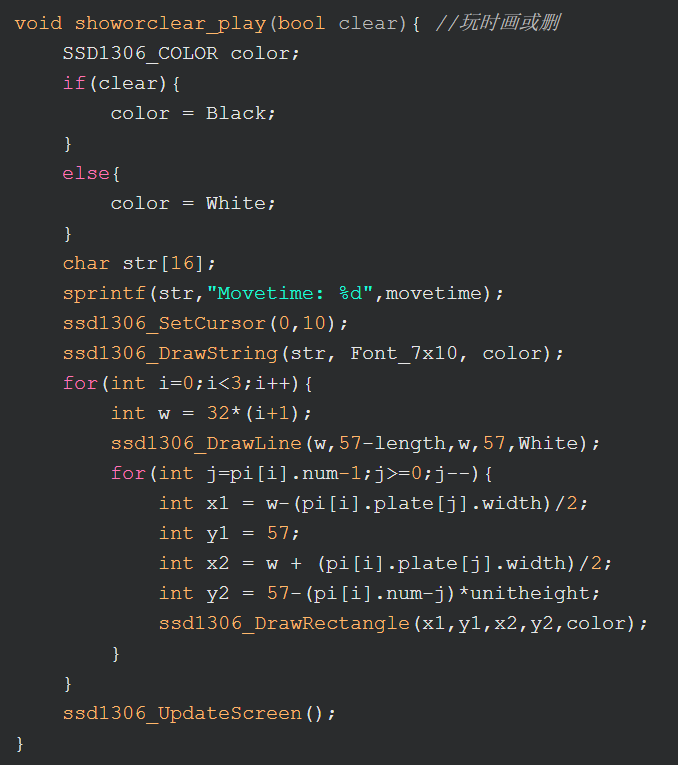 void showorclear_play(bool clear){ //玩时画或删
    SSD1306_COLOR color;
    if(clear){
        color = Black;
    }
    else{
        color = White;
    }
    char str[16];
    sprintf(str,"Movetime: %d",movetime);
    ssd1306_SetCursor(0,10);
    ssd1306_DrawString(str, Font_7x10, color);
    for(int i=0;i<3;i++){
        int w = 32*(i+1);
        ssd1306_DrawLine(w,57-length,w,57,White);
        for(int j=pi[i].num-1;j>=0;j--){
            int x1 = w-(pi[i].plate[j].width)/2;
            int y1 = 57;
            int x2 = w + (pi[i].plate[j].width)/2;
            int y2 = 57-(pi[i].num-j)*unitheight;
            ssd1306_DrawRectangle(x1,y1,x2,y2,color);
        }
    }
    ssd1306_UpdateScreen();
}